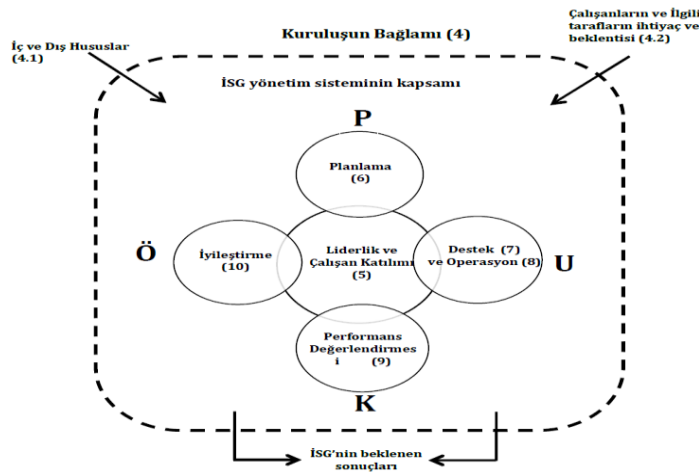 Kuruluşun Bağlamı (4)
Çalışanların ve İlgili
tarafların ihtiyaç ve
beklentisi (4.2)
İç ve Dış Hususlar
(4.1)
İSG yönetim sisteminin kapsamı
P
Planlama
(6)
Ö
İyileştirme
(10)
Liderlik ve
Çalışan Katılımı
(5)
Destek (7)
ve Operasyon (8)
U
Performans
Değerlendirmes
i (9)
K
İSG'nin beklenen
sonuçları